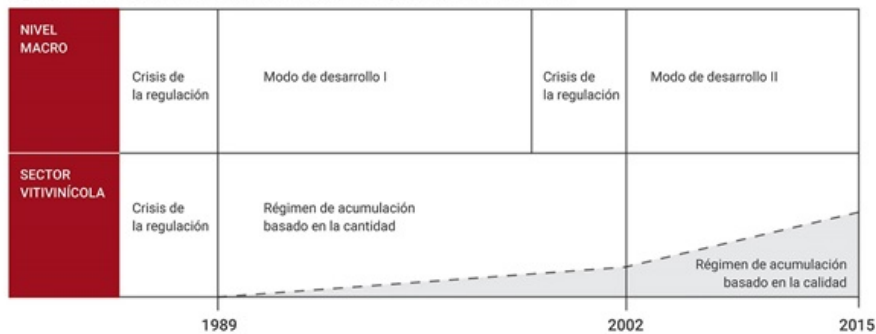 NIVEL
MACRO
Crisis de
la regulación
Modo de desarrollo I
Crisis de
la regulación
Modo de desarrollo II
SECTOR
VITIVINÍCOLA
Crisis de
la regulación
Régimen de acumulación
basado en la cantidad
Régimen de acumulación
basado en la calidad
1989
2002
2015